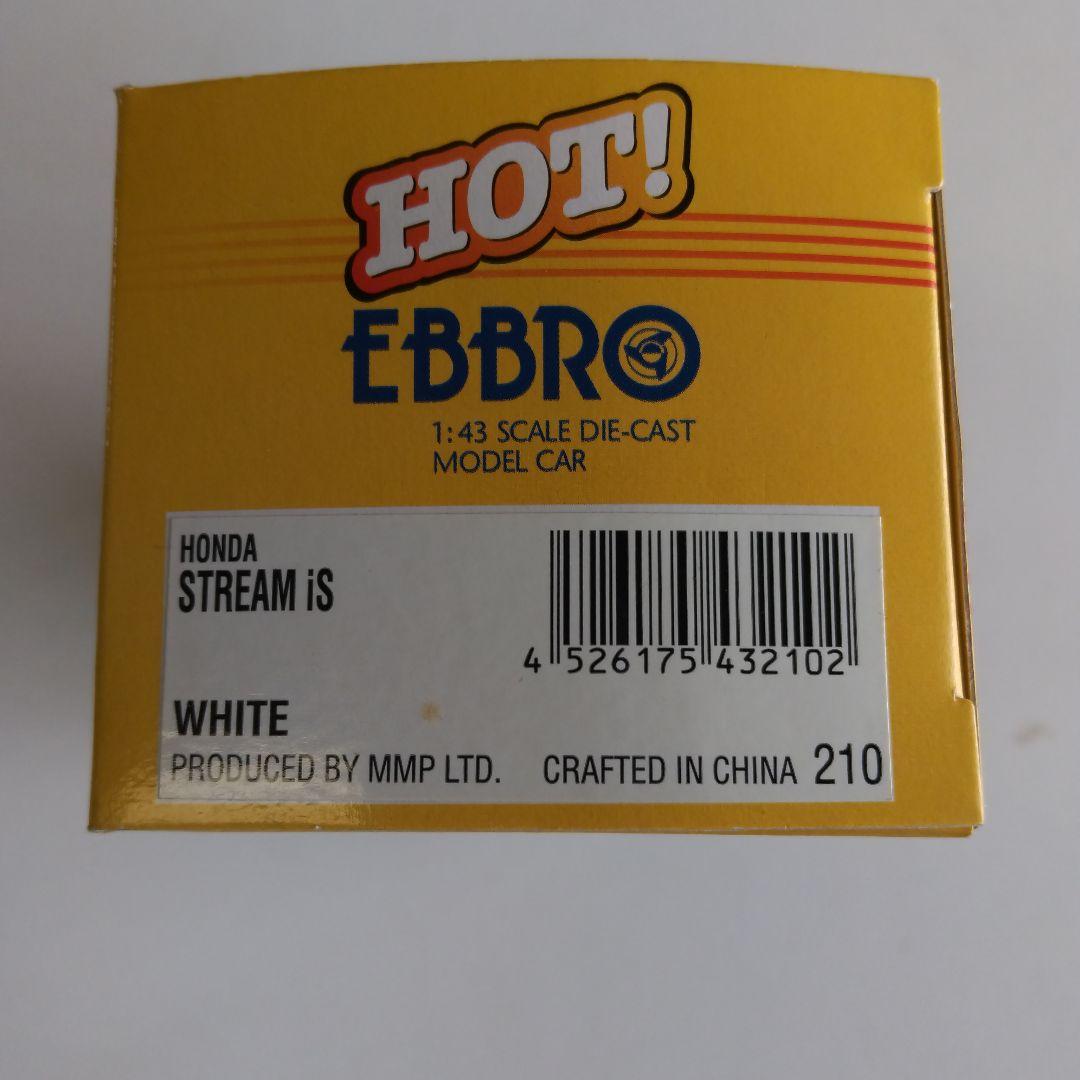 HOT!
EBBRO
1:43 SCALE DIE-CAST
MODEL CAR
HONDA
STREAM iS
4 526175 432102
WHITE
PRODUCED BY MMP LTD. CRAFTED IN CHINA 210